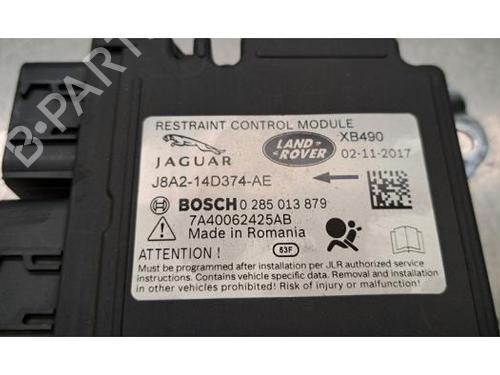 B-PARTS
RESTRAINT CONTROL MODULE
JAGUAR
LAND ROVER
XB490
02-11-2017
J8A2-14D374-AE
BOSCH 0 285 013 879
7A40062425AB
Made in Romania
53F
ATTENTION !
Must be programmed after installation per JLR authorized service
instructions. Contains vehicle specific data. Removal and installation
in other vehicles prohibited! Risk of injury or malfunction!